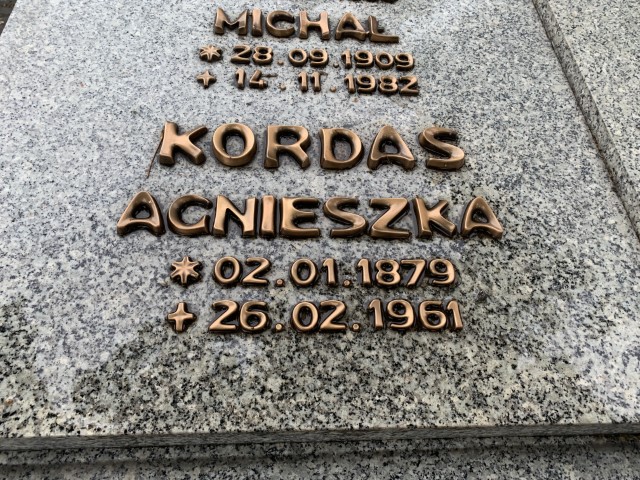 MICHAŁ
* 28.09.1909
+ 14.11.1982
KORDAS
AGNIESZKA
* 02.01.1879
+ 26.02.1961